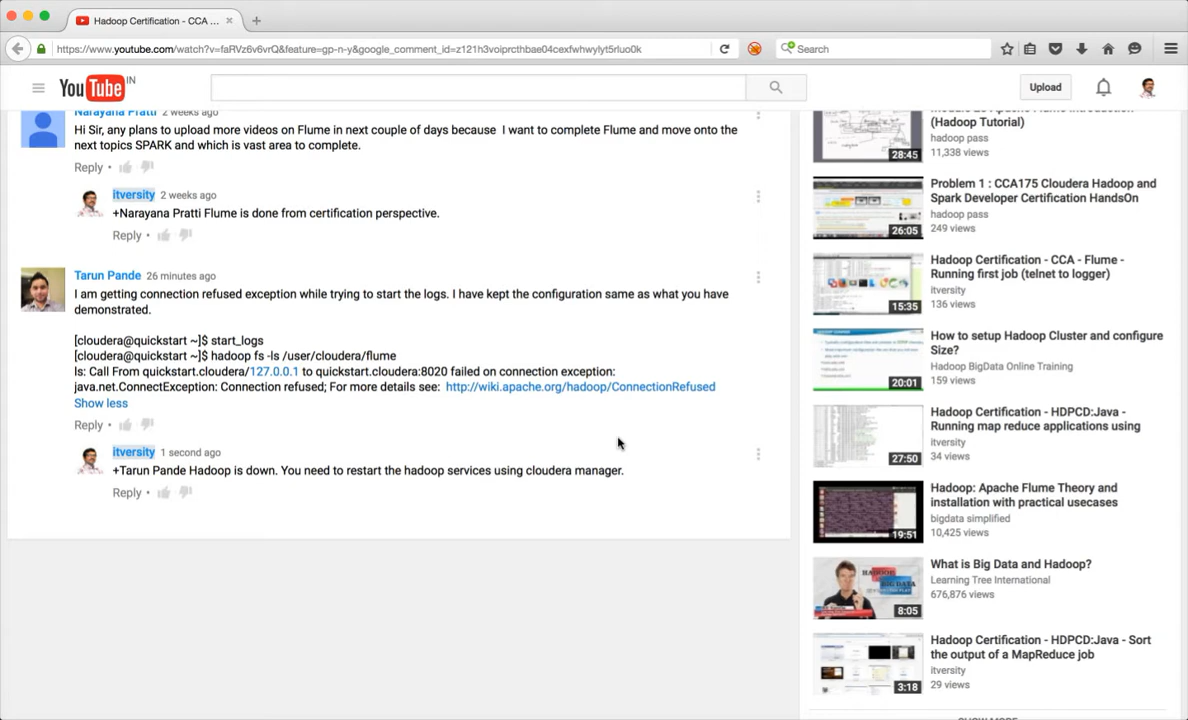 Hadoop Certification - CCA ...
https://www.youtube.com/watch?v=faRVz6v6vrQ&feature=gp-n-y&google_comment_id=z121h3voiprcthbae04cexfwhwylyt5rluo0k
Search
YouTube IN
Upload
Narayana Pratti 2 weeks ago
Hi Sir, any plans to upload more videos on Flume in next couple of days because I want to complete Flume and move onto the
next topics SPARK and which is vast area to complete.
Reply
itversity 2 weeks ago
+Narayana Pratti Flume is done from certification perspective.
Reply
Tarun Pande 26 minutes ago
I am getting connection refused exception while trying to start the logs. I have kept the configuration same as what you have
demonstrated.
[cloudera@quickstart ~]$ start_logs
[cloudera@quickstart ~]$ hadoop fs -ls /user/cloudera/flume
ls: Call From quickstart.cloudera/127.0.0.1 to quickstart.cloudera:8020 failed on connection exception:
java.net.ConnectException: Connection refused; For more details see: http://wiki.apache.org/hadoop/ConnectionRefused
Show less
Reply
itversity 1 second ago
+Tarun Pande Hadoop is down. You need to restart the hadoop services using cloudera manager.
Reply
(Hadoop Tutorial)
hadoop pass
11,338 views
28:45
Problem 1 : CCA175 Cloudera Hadoop and
Spark Developer Certification HandsOn
hadoop pass
249 views
26:05
Hadoop Certification - CCA - Flume -
Running first job (telnet to logger)
itversity
136 views
15:35
How to setup Hadoop Cluster and configure
Size?
Hadoop BigData Online Training
159 views
20:01
Hadoop Certification - HDPCD:Java -
Running map reduce applications using
itversity
34 views
27:50
Hadoop: Apache Flume Theory and
installation with practical usecases
bigdata simplified
10,425 views
19:51
What is Big Data and Hadoop?
Learning Tree International
676,876 views
8:05
Hadoop Certification - HDPCD:Java - Sort
the output of a MapReduce job
itversity
29 views
3:18
SHOW MORE